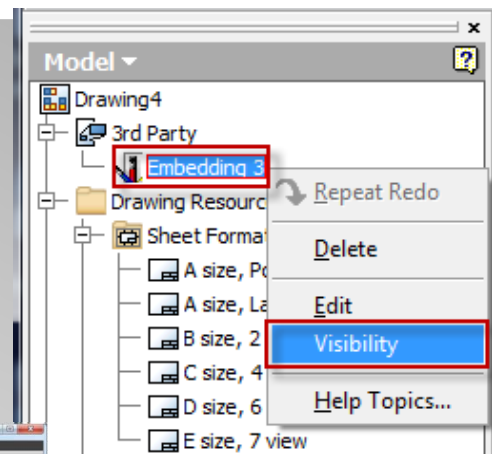 x
Model
?
Drawing4
3rd Party
Embedding 3
Repeat Redo
Drawing Resourc
Sheet Format
Delete
A size, Po
A size, La
Edit
B size, 2
Visibility
C size, 4
D size, 6
Help Topics...
E size, 7 view